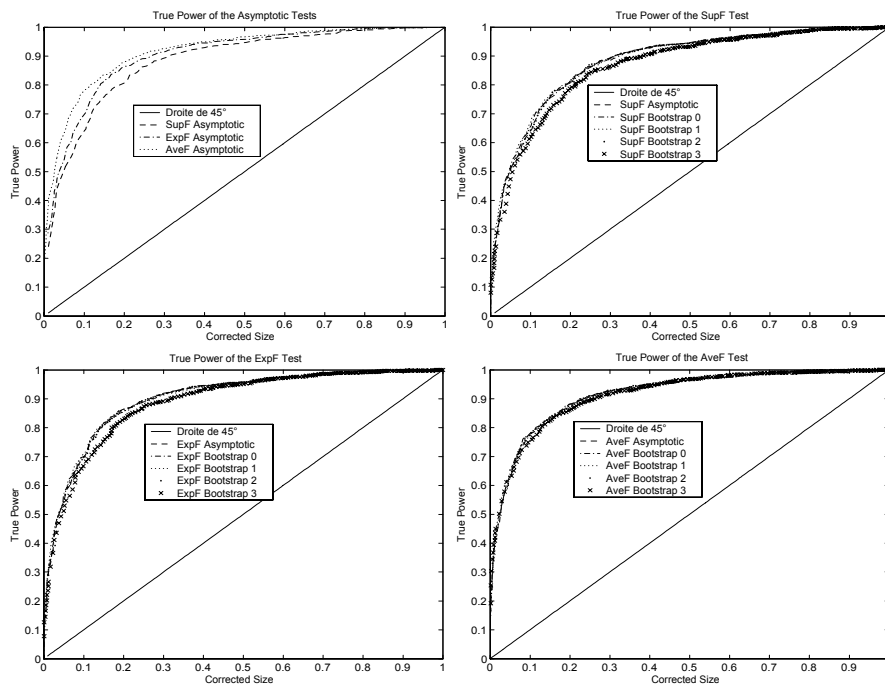 True Power of the Asymptotic Tests
1
0.9
0.8
0.7
0.6
0.5
0.4
0.3
0.2
0.1
0
True Power
Droite de 45°
SupF Asymptotic
ExpF Asymptotic
AveF Asymptotic
0 0.1 0.2 0.3 0.4 0.5 0.6 0.7 0.8 0.9 1
Corrected Size
True Power of the SupF Test
1
0.9
0.8
0.7
0.6
0.5
0.4
0.3
0.2
0.1
0
True Power
Droite de 45°
SupF Asymptotic
SupF Bootstrap 0
SupF Bootstrap 1
SupF Bootstrap 2
SupF Bootstrap 3
0 0.1 0.2 0.3 0.4 0.5 0.6 0.7 0.8 0.9
Corrected Size
True Power of the ExpF Test
1
0.9
0.8
0.7
0.6
0.5
0.4
0.3
0.2
0.1
0
True Power
Droite de 45°
ExpF Asymptotic
ExpF Bootstrap 0
ExpF Bootstrap 1
ExpF Bootstrap 2
ExpF Bootstrap 3
0 0.1 0.2 0.3 0.4 0.5 0.6 0.7 0.8 0.9 1
Corrected Size
True Power of the AveF Test
1
0.9
0.8
0.7
0.6
0.5
0.4
0.3
0.2
0.1
0
True Power
Droite de 45°
AveF Asymptotic
AveF Bootstrap 0
AveF Bootstrap 1
AveF Bootstrap 2
AveF Bootstrap 3
0 0.1 0.2 0.3 0.4 0.5 0.6 0.7 0.8 0.9
Corrected Size